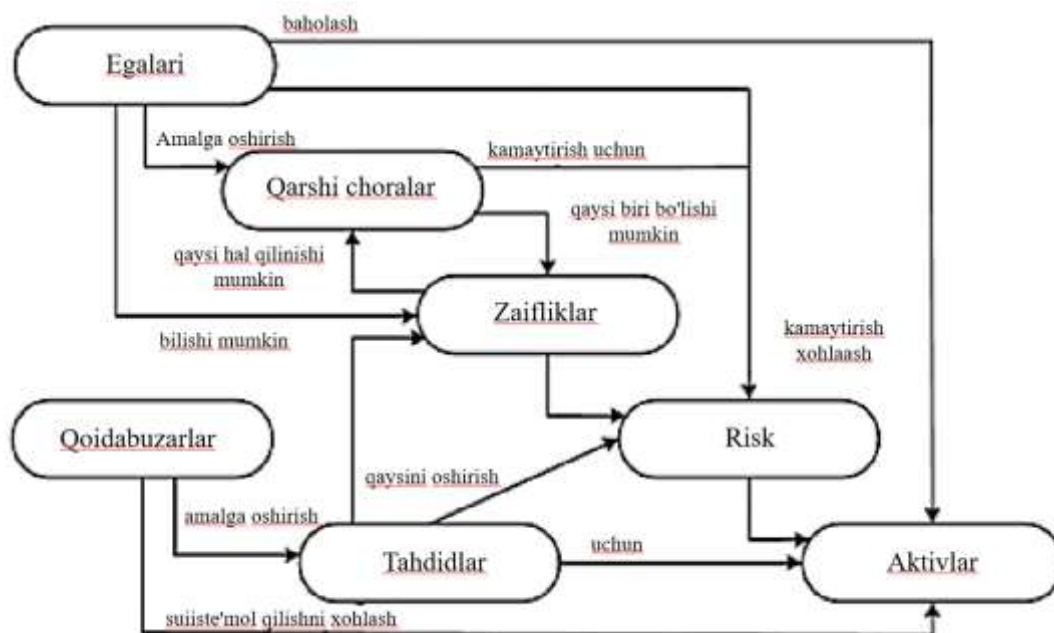 baholash
Egalari
Amalga oshirish
kamaytirish uchun
Qarshi choralar
qaysi biri bo'lishi
mumkin
qaysi hal qilinishi
mumkin
Zaifliklar
bilishi mumkin
kamaytirish
xohlaash
Qoidabuzarlar
Risk
qaysini oshirish
amalga oshirish
Tahdidlar
uchun
Aktivlar
suiiste'mol qilishni xohlash